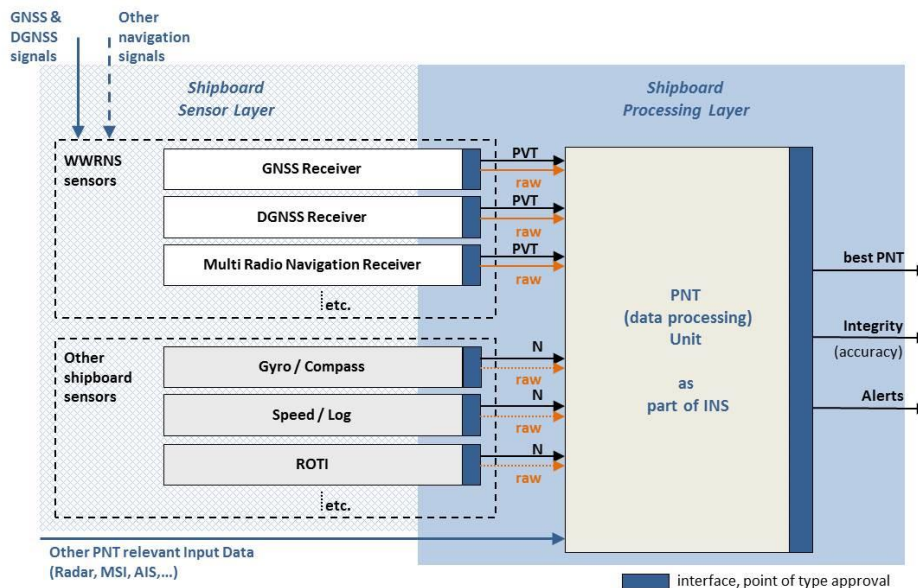 GNSS &
DGNSS
signals
Other
navigation
signals
Shipboard
Sensor Layer
Shipboard
Processing Layer
WWRNS
sensors
GNSS Receiver
PVT
raw
DGNSS Receiver
PVT
raw
Multi Radio Navigation Receiver
PVT
raw
etc.
Other
shipboard
sensors
Gyro / Compass
N
raw
Speed / Log
N
raw
ROTI
N
raw
etc.
PNT
(data processing)
Unit
as
part of INS
best PNT
Integrity
(accuracy)
Alerts
Other PNT relevant Input Data
(Radar, MSI, AIS,...)
interface, point of type approval